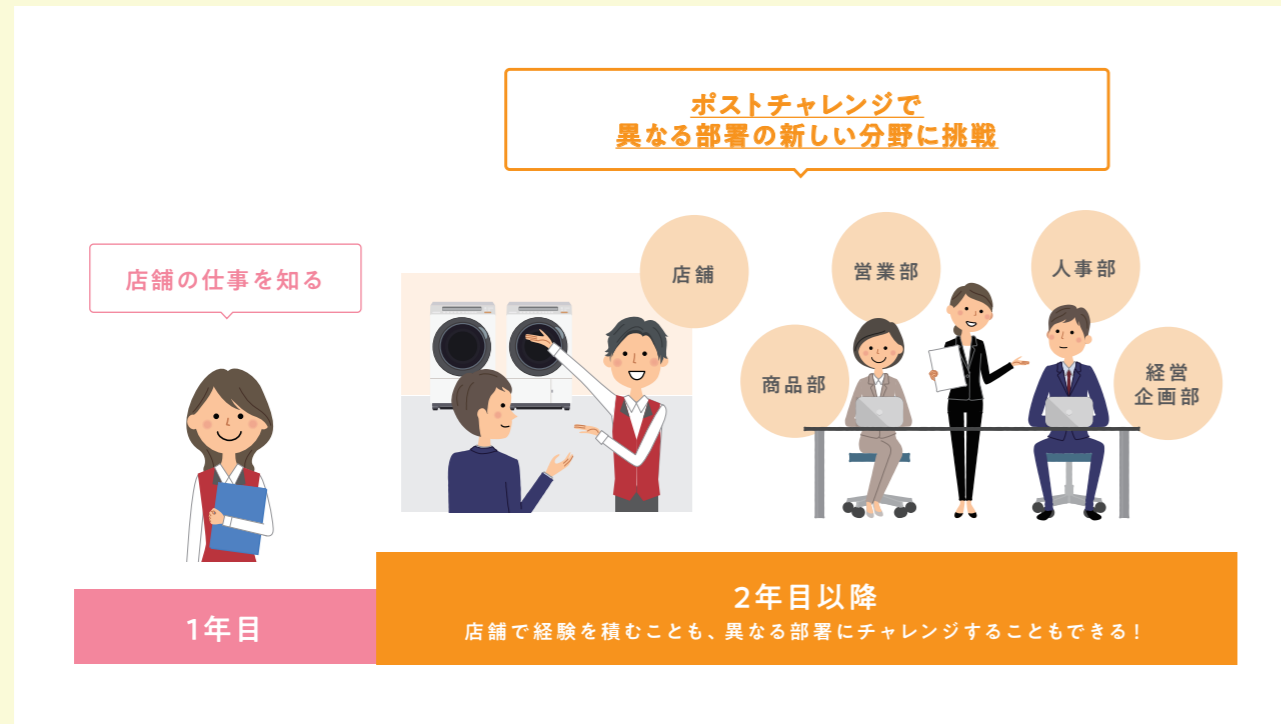 ポストチャレンジで
異なる部署の新しい分野に挑戦
店舗の仕事を知る
店舗
営業部
人事部
商品部
経営
企画部
1年目
2年目以降
店舗で経験を積むことも、異なる部署にチャレンジすることもできる！